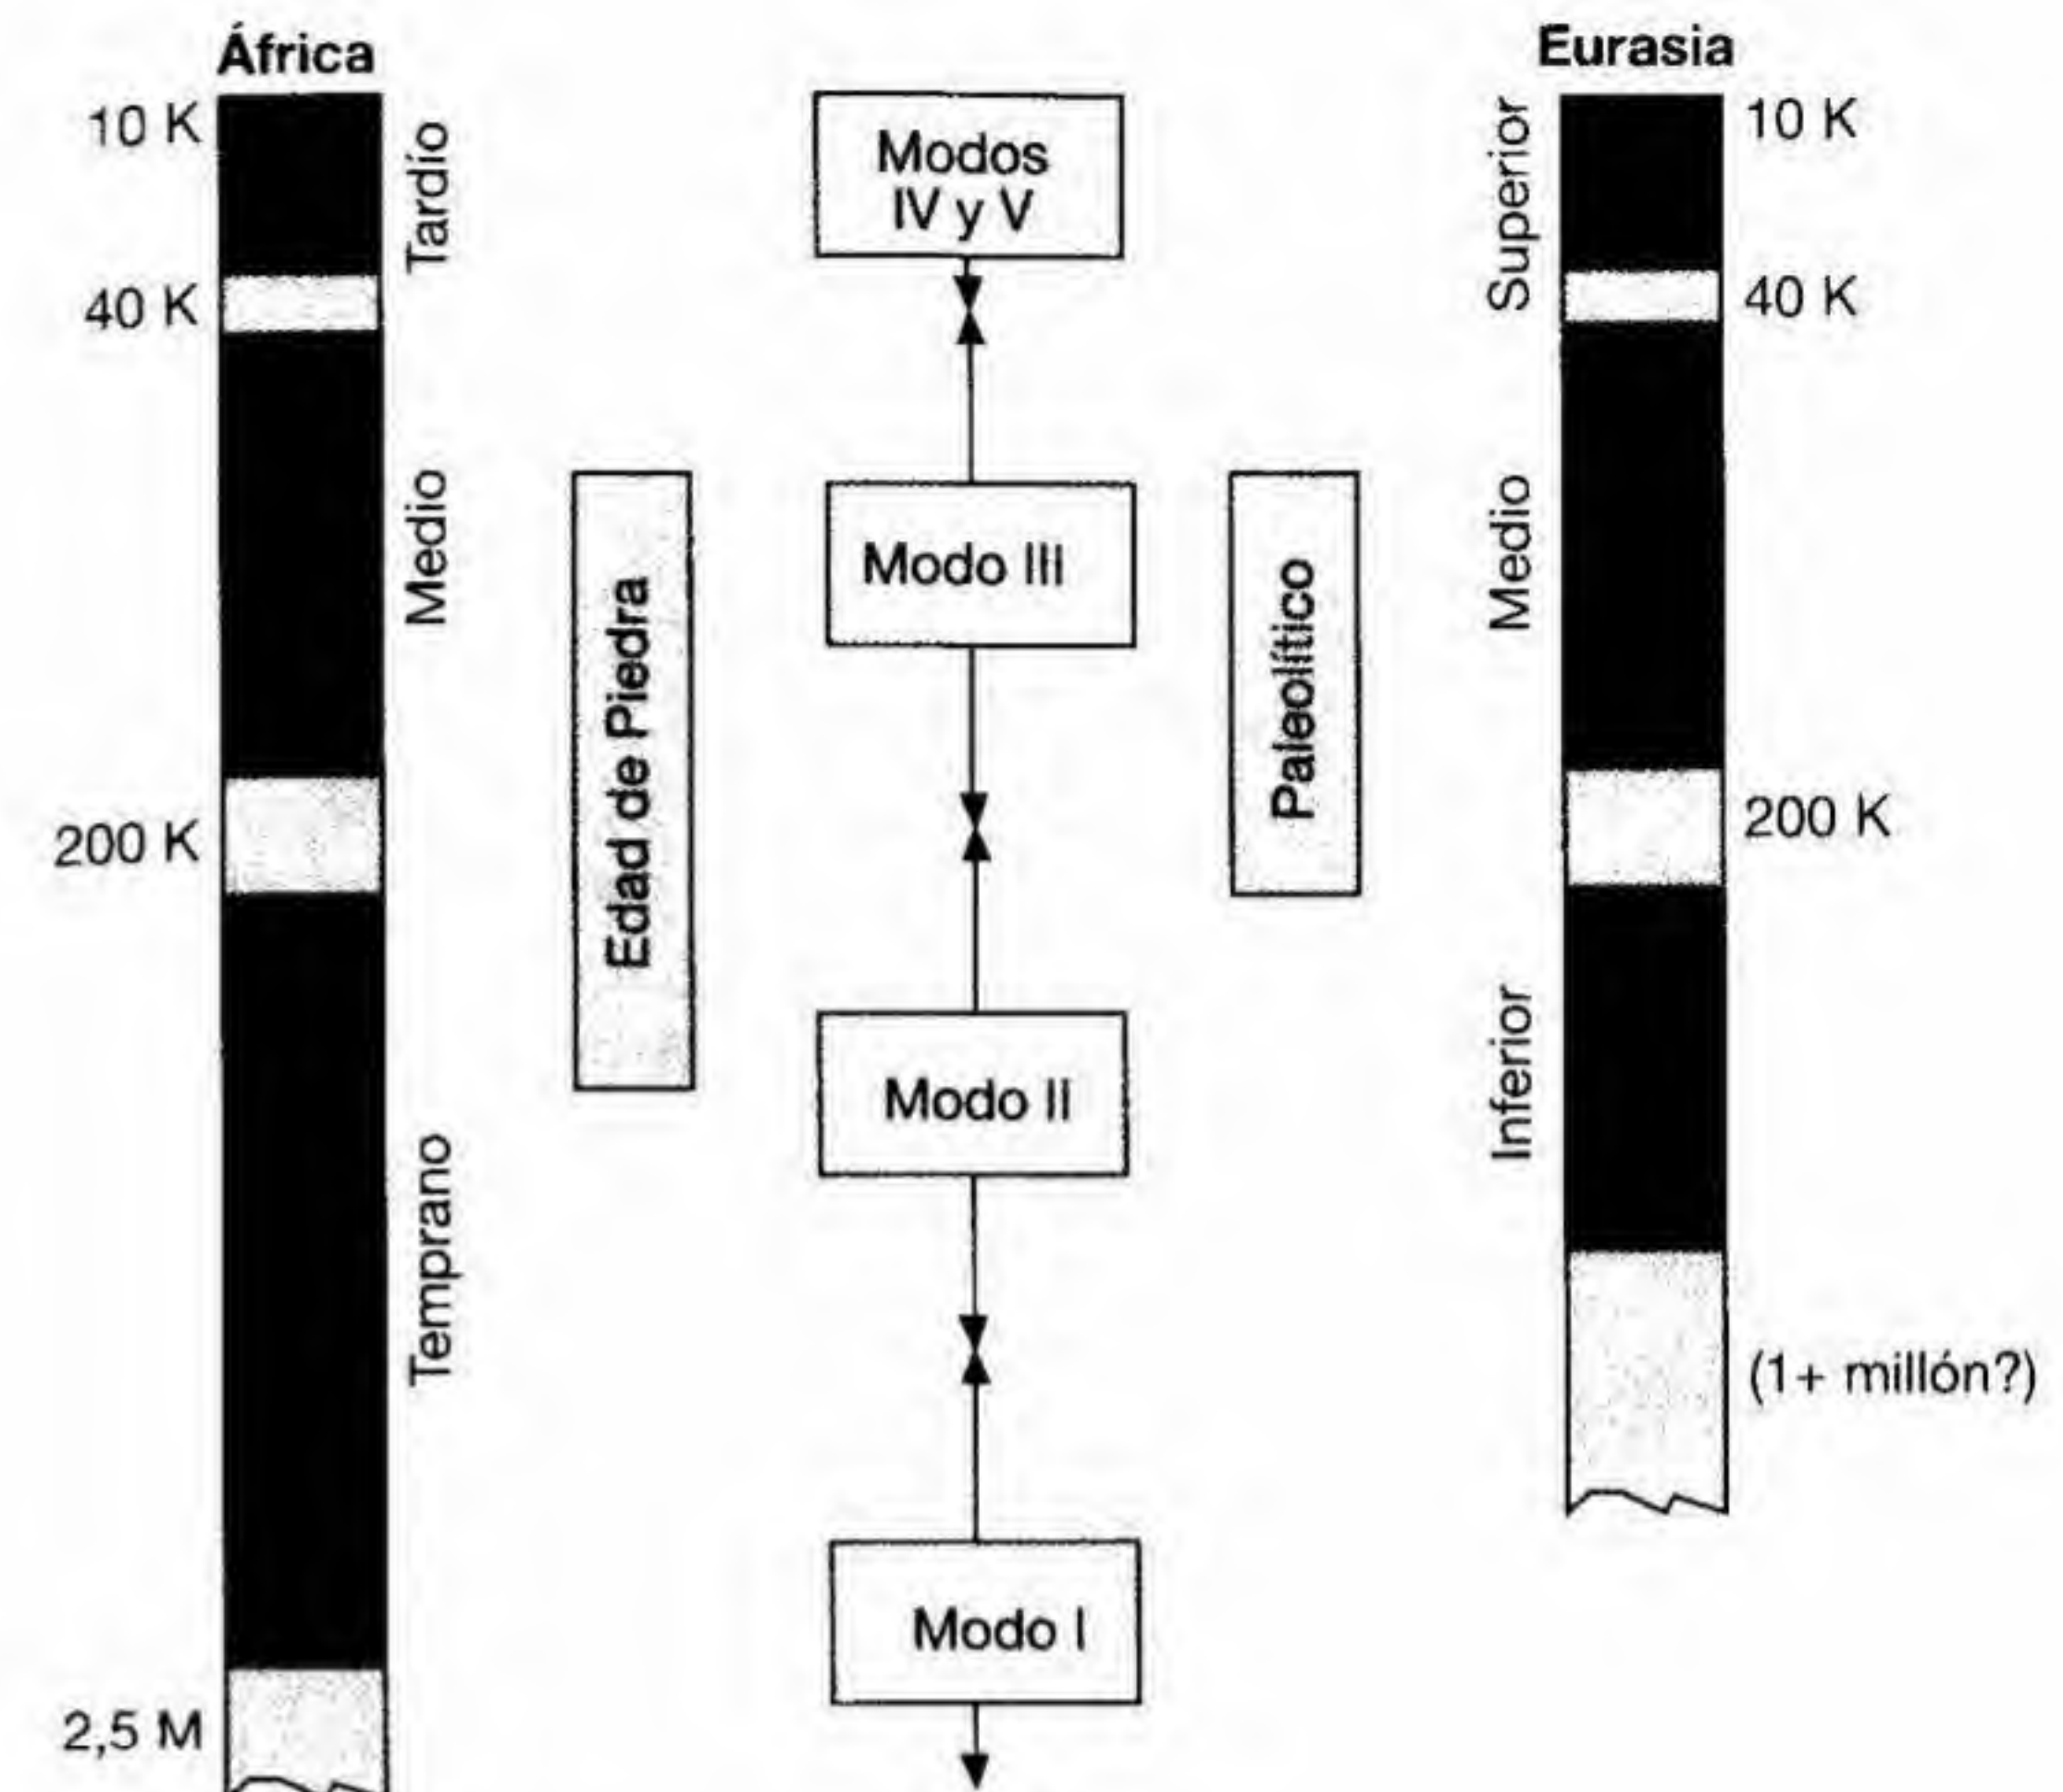 África
10 K
Tardío
40 K
Medio
200 K
Temprano
2,5 M
Edad de Piedra
Modos
IV y V
Modo III
Modo II
Modo I
Paleolítico
Eurasia
Superior
10 K
40 K
Medio
200 K
Inferior
(1+ millón?)